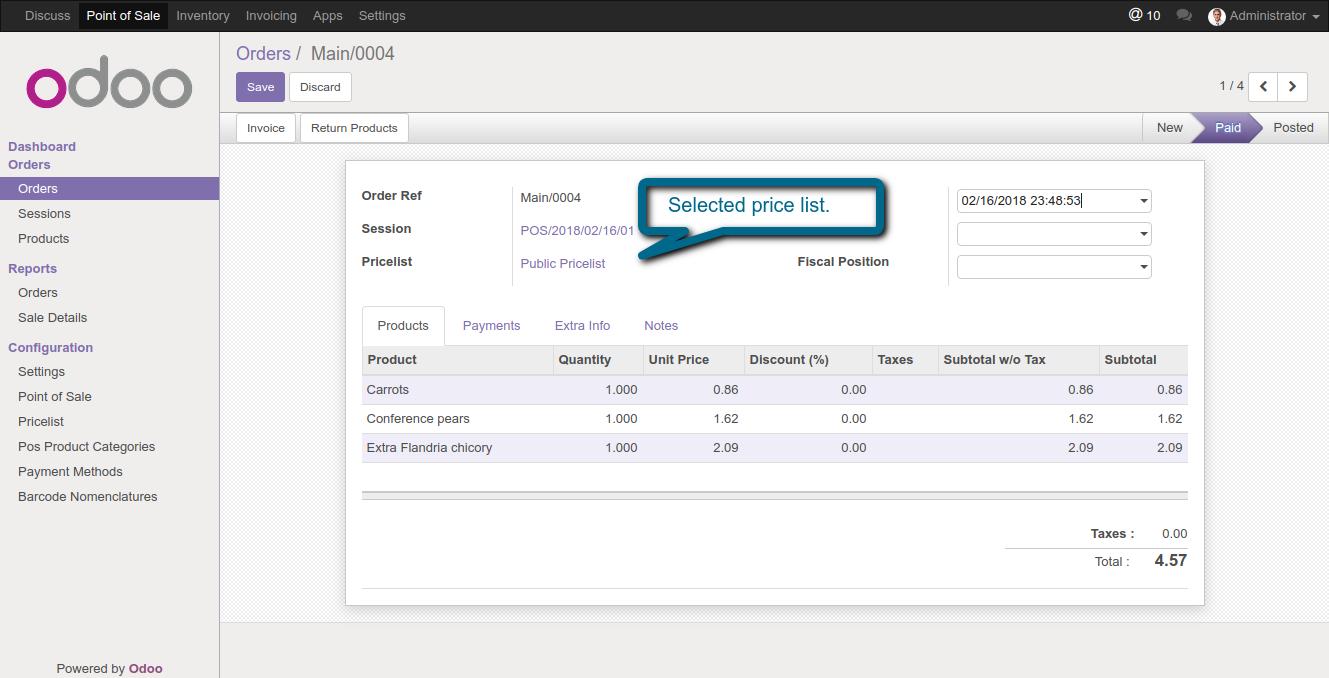 Discuss Point of Sale Inventory Invoicing Apps Settings @ 10 Administrator
odoo
Orders / Main/0004
Save Discard
1 / 4
Invoice Return Products
New Paid Posted
Dashboard
Orders
Orders
Sessions
Products
Reports
Orders
Sale Details
Configuration
Settings
Point of Sale
Pricelist
Pos Product Categories
Payment Methods
Barcode Nomenclatures
Powered by Odoo
Order Ref Main/0004
Selected price list.
02/16/2018 23:48:53
Session POS/2018/02/16/01
Pricelist Public Pricelist
Fiscal Position
Products Payments Extra Info Notes
Product Quantity Unit Price Discount (%) Taxes Subtotal w/o Tax Subtotal
Carrots 1.000 0.86 0.00 0.86 0.86
Conference pears 1.000 1.62 0.00 1.62 1.62
Extra Flandria chicory 1.000 2.09 0.00 2.09 2.09
Taxes : 0.00
Total : 4.57